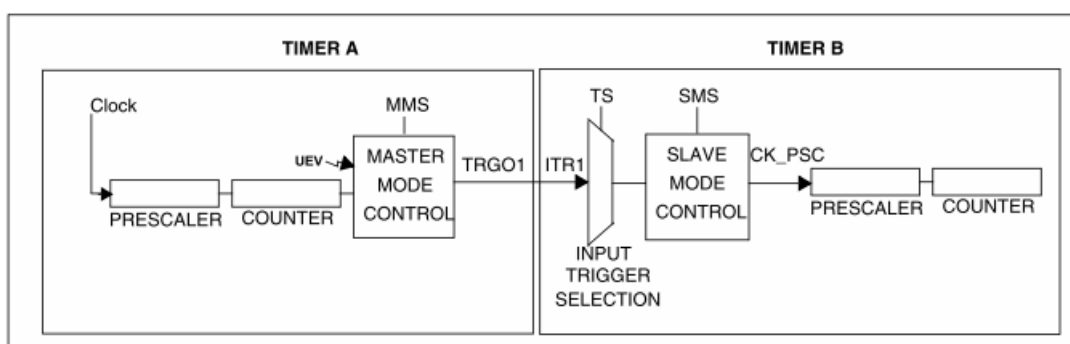 TIMER A
TIMER B
Clock
MMS
TS
SMS
UEV
MASTER
MODE
CONTROL
TRGO1
ITR1
SLAVE
MODE
CONTROL
CK_PSC
PRESCALER
COUNTER
PRESCALER
COUNTER
INPUT
TRIGGER
SELECTION